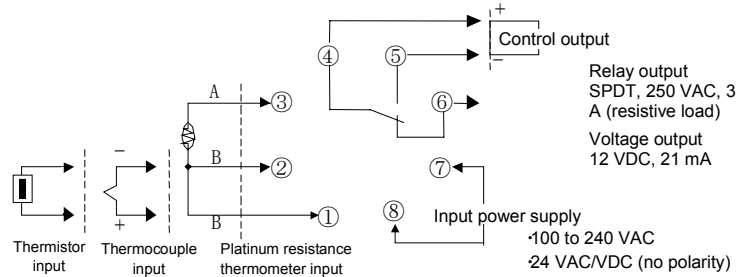 +
④
⑤
Control output
−
Relay output
SPDT, 250 VAC, 3
A (resistive load)
A
③
⑥
Voltage output
12 VDC, 21 mA
−
B
②
⑦
+
B
①
⑧
Input power supply
·100 to 240 VAC
·24 VAC/VDC (no polarity)
Thermistor
input
Thermocouple
input
Platinum resistance
thermometer input